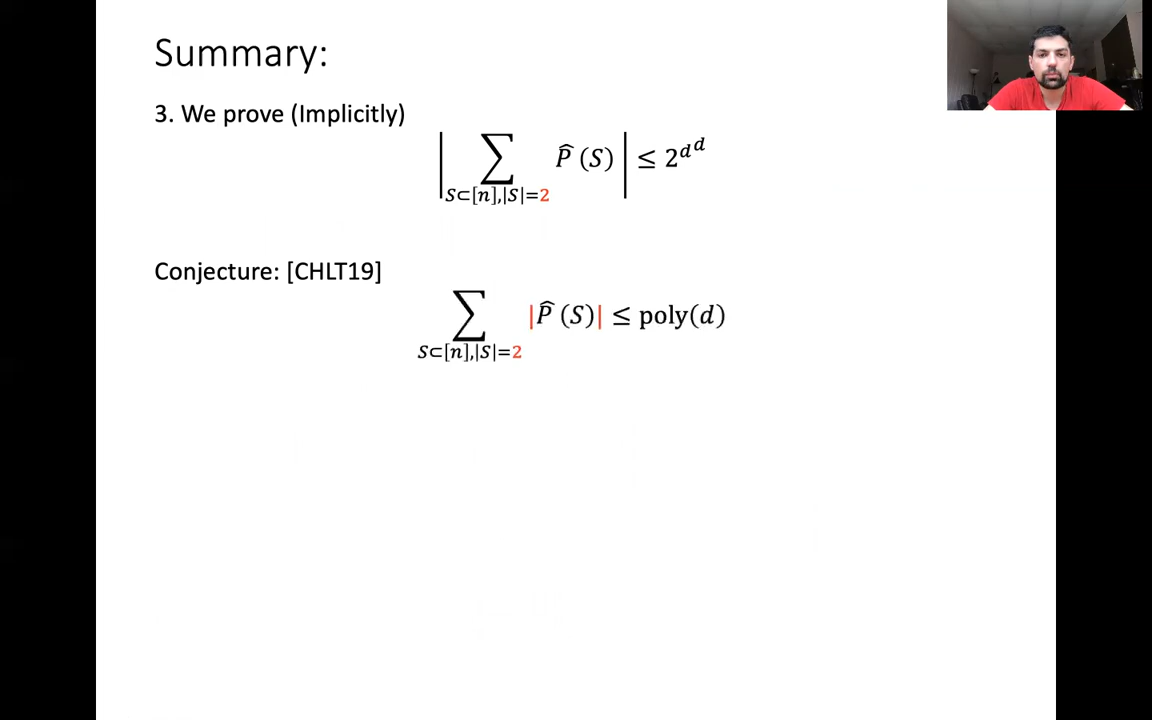 Summary:
3. We prove (Implicitly)
| ∑_{S⊂[n],|S|=2} P̂(S) | ≤ 2^{d^d}
Conjecture: [CHLT19]
∑_{S⊂[n],|S|=2} |P̂(S)| ≤ poly(d)